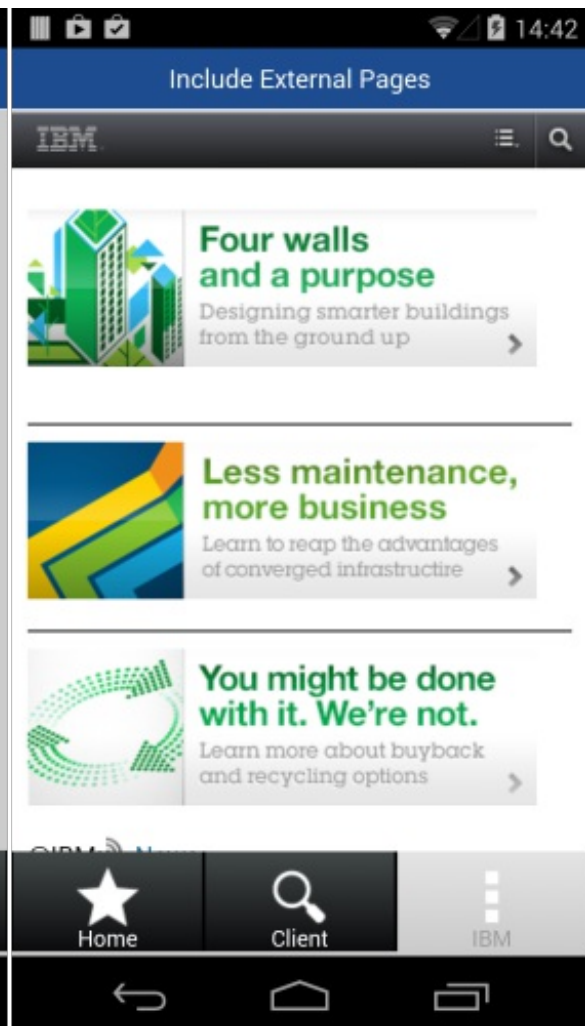 14:42
Include External Pages
IBM
Four walls
and a purpose
Designing smarter buildings
from the ground up
Less maintenance,
more business
Learn to reap the advantages
of converged infrastructire
You might be done
with it. We're not.
Learn more about buyback
and recycling options
Home
Client
IBM